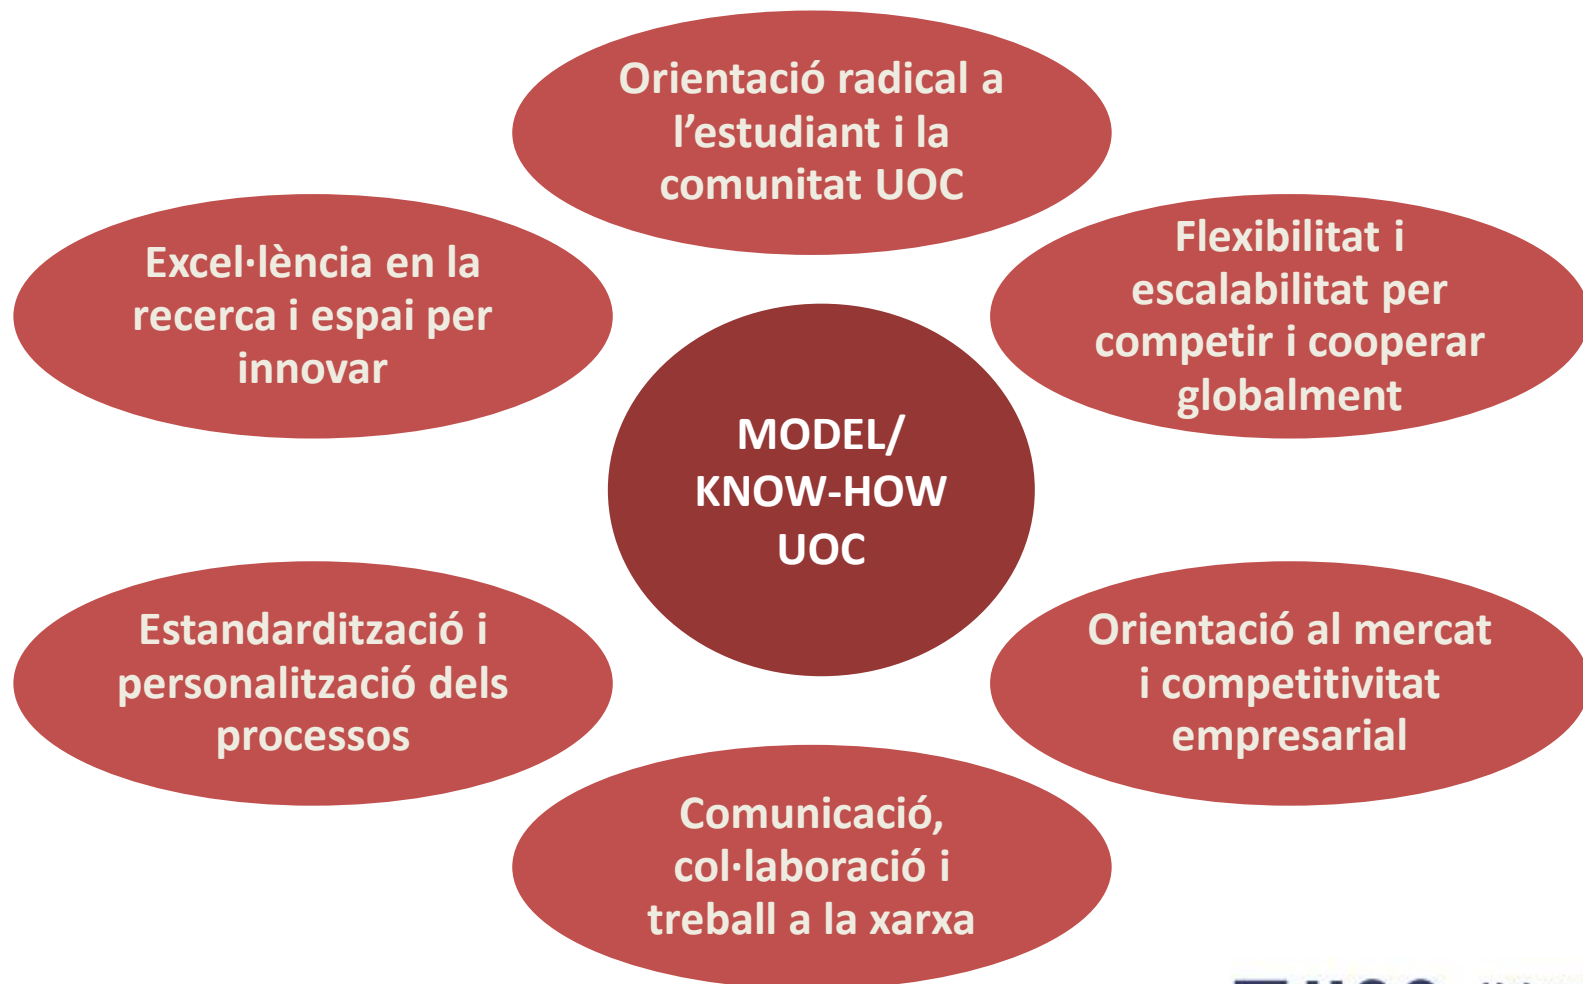 Orientació radical a
l’estudiant i la
comunitat UOC
Excel·lència en la
recerca i espai per
innovar
Flexibilitat i
escalabilitat per
competir i cooperar
globalment
MODEL/
KNOW-HOW
UOC
Estandardització i
personalització dels
processos
Orientació al mercat
i competitivitat
empresarial
Comunicació,
col·laboració i
treball a la xarxa